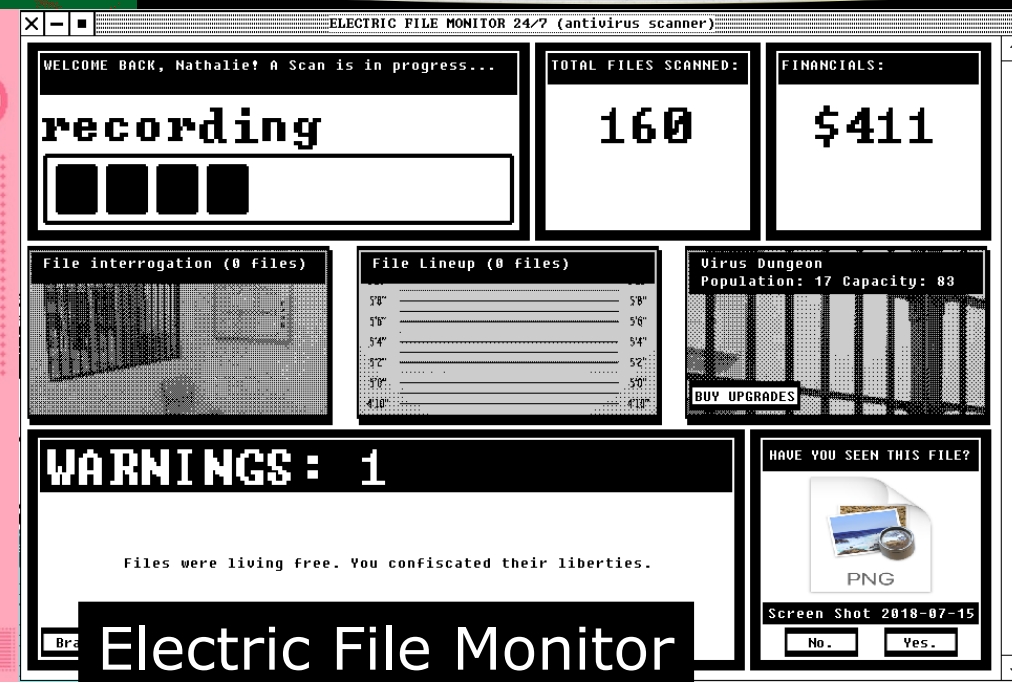 ELECTRIC FILE MONITOR 24/7 (antivirus scanner)
WELCOME BACK, Nathalie! A Scan is in progress...
recording
TOTAL FILES SCANNED:
160
FINANCIALS:
$411
File interrogation (0 files)
File Lineup (0 files)
5'8" 5'8"
5'6" 5'6"
5'4" 5'4"
5'2" 5'2"
5'0" 5'0"
4'10" 4'10"
Virus Dungeon
Population: 17 Capacity: 83
BUY UPGRADES
WARNINGS: 1
Files were living free. You confiscated their liberties.
HAVE YOU SEEN THIS FILE?
PNG
Screen Shot 2018-07-15
No. Yes.
Electric File Monitor